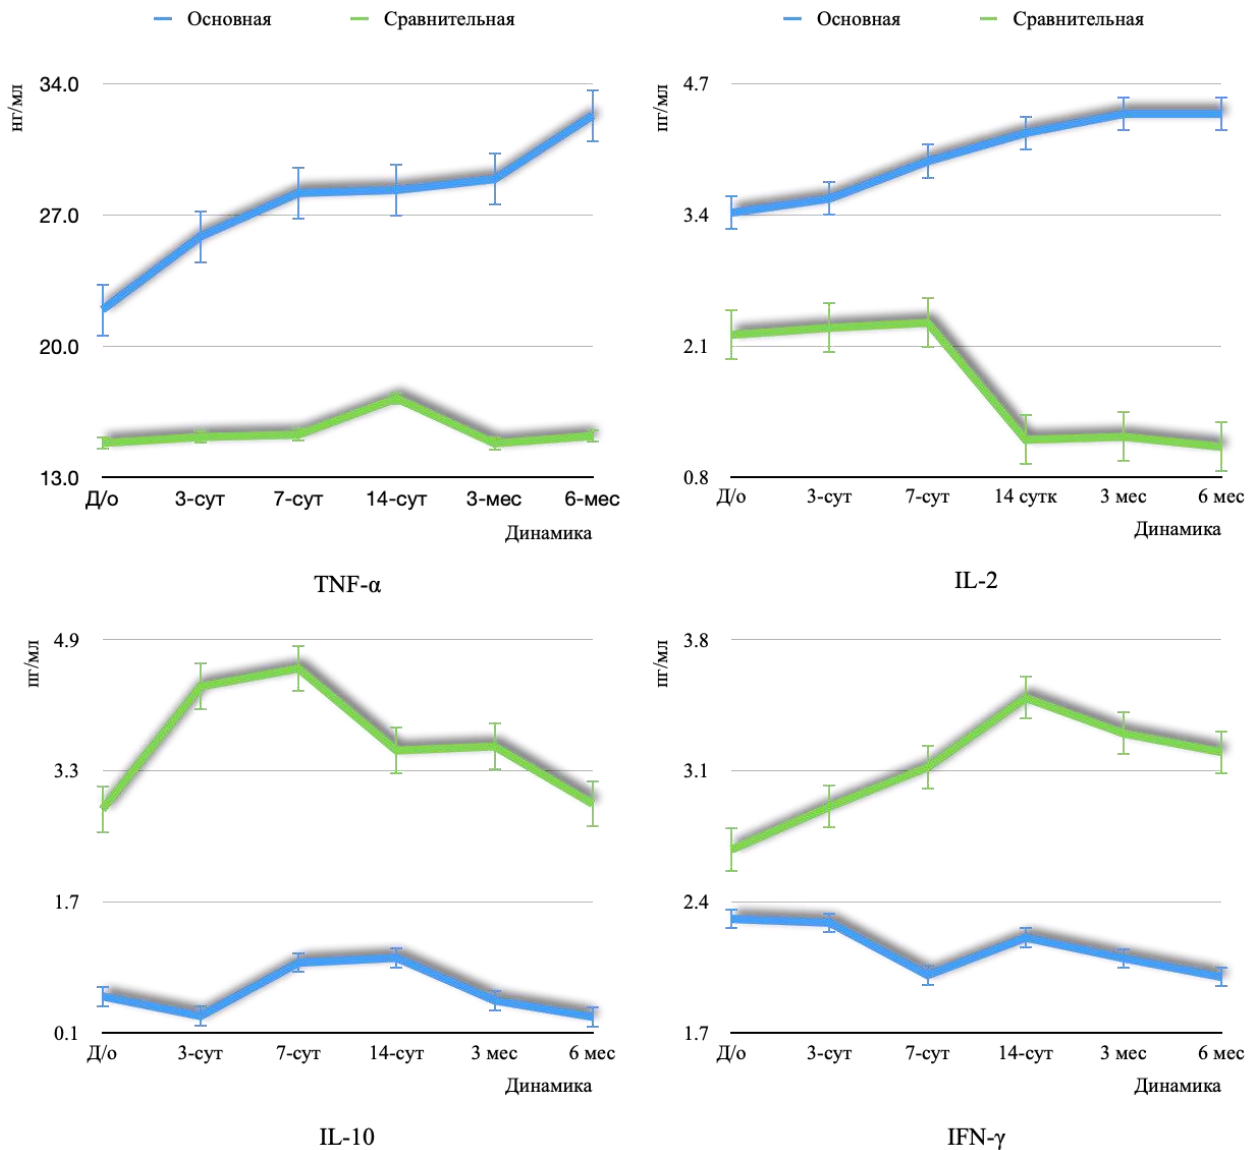 Основная Сравнительная
нг/мл
34.0
27.0
20.0
13.0
Д/о 3-сут 7-сут 14-сут 3-мес 6-мес
Динамика
TNF-α
Основная Сравнительная
пг/мл
4.7
3.4
2.1
0.8
Д/о 3-сут 7-сут 14 сутк 3 мес 6 мес
Динамика
IL-2
пг/мл
4.9
3.3
1.7
0.1
Д/о 3-сут 7-сут 14-сут 3 мес 6 мес
Динамика
IL-10
пг/мл
3.8
3.1
2.4
1.7
Д/о 3-сут 7-сут 14-сут 3 мес 6 мес
Динамика
IFN-γ